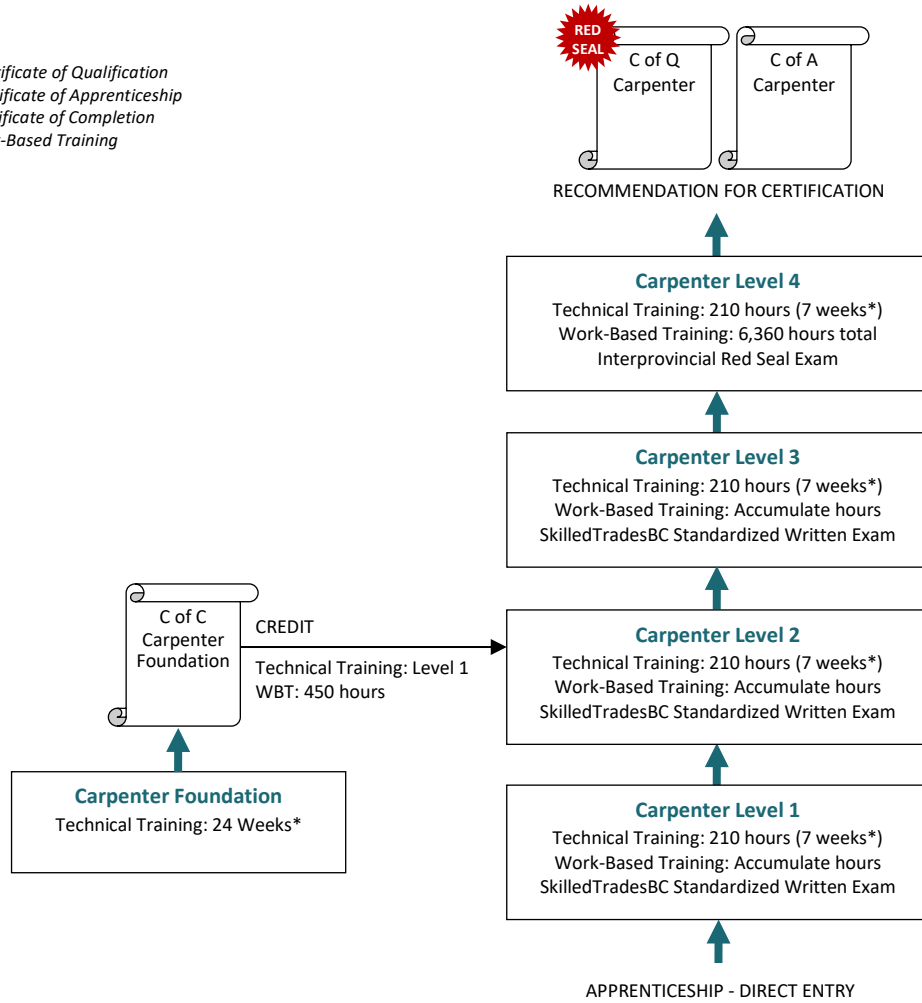 RED
SEAL
C of Q
Carpenter
C of A
Carpenter
of Qualification
of Apprenticeship
of Completion
-Based Training
RECOMMENDATION FOR CERTIFICATION
Carpenter Level 4
Technical Training: 210 hours (7 weeks*)
Work-Based Training: 6,360 hours total
Interprovincial Red Seal Exam
Carpenter Level 3
Technical Training: 210 hours (7 weeks*)
Work-Based Training: Accumulate hours
SkilledTradesBC Standardized Written Exam
C of C
Carpenter
Foundation
CREDIT
Technical Training: Level 1
WBT: 450 hours
Carpenter Level 2
Technical Training: 210 hours (7 weeks*)
Work-Based Training: Accumulate hours
SkilledTradesBC Standardized Written Exam
Carpenter Foundation
Technical Training: 24 Weeks*
Carpenter Level 1
Technical Training: 210 hours (7 weeks*)
Work-Based Training: Accumulate hours
SkilledTradesBC Standardized Written Exam
APPRENTICESHIP - DIRECT ENTRY